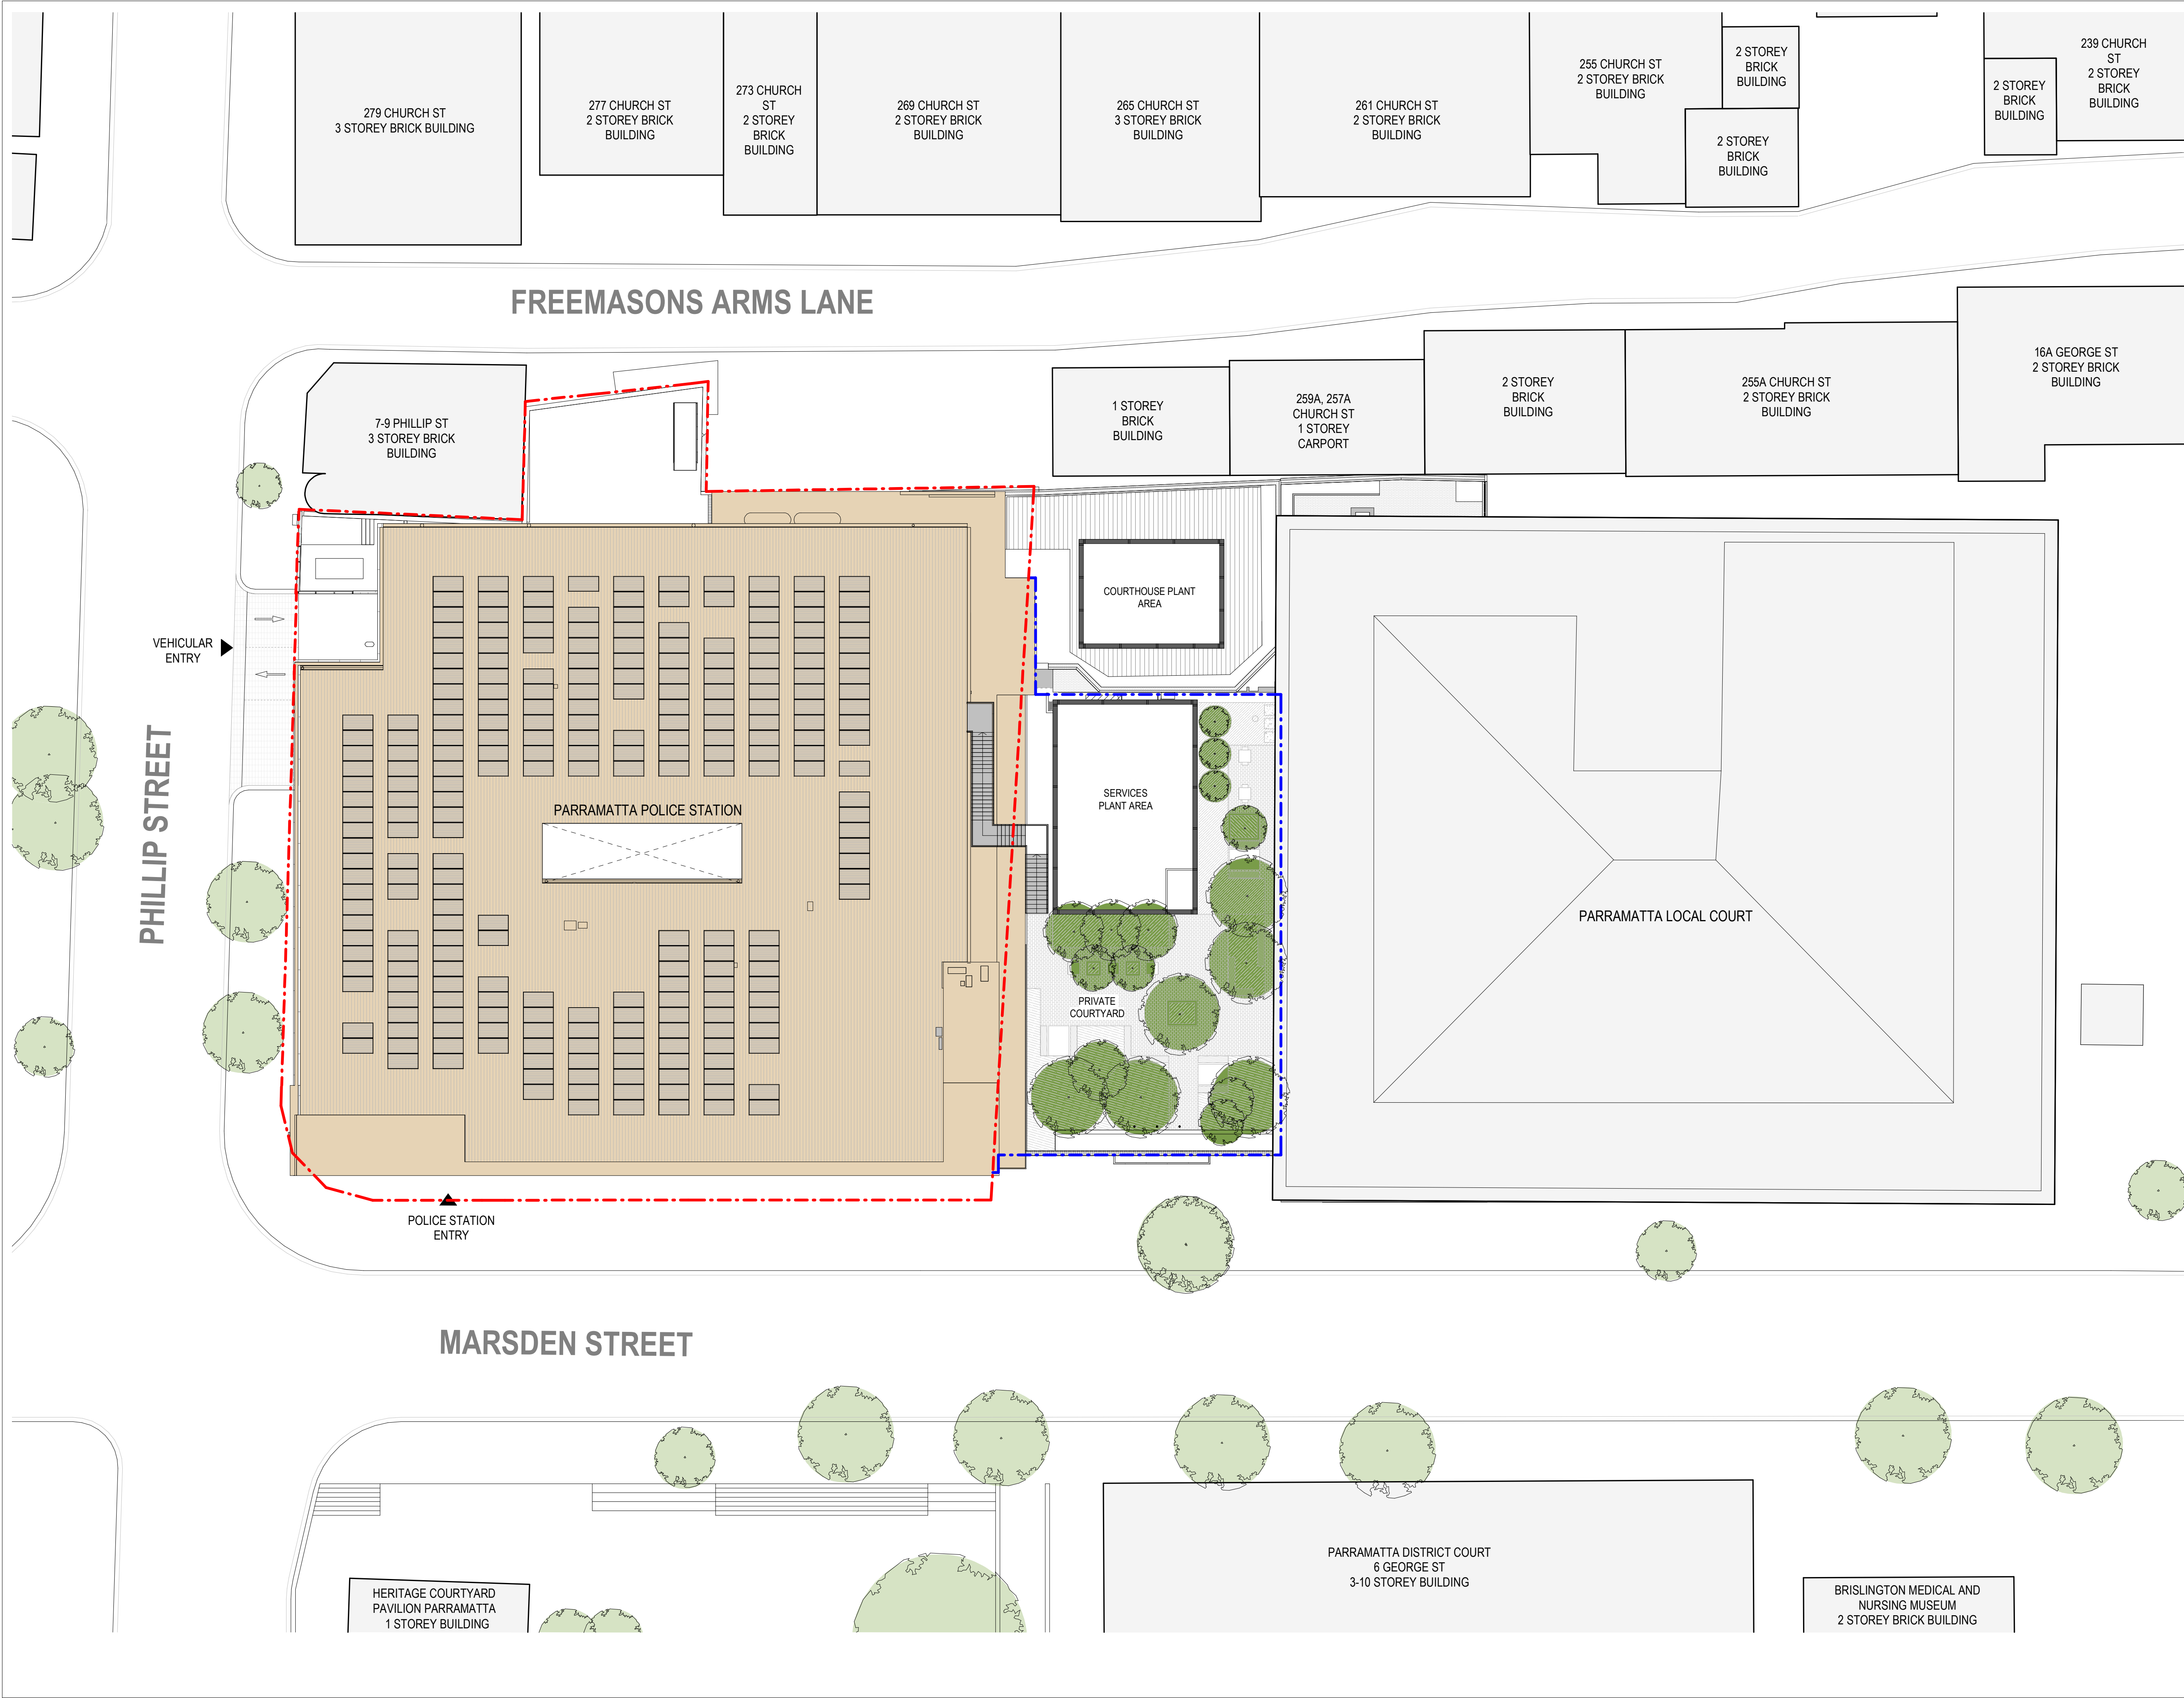 279 CHURCH ST
3 STOREY BRICK BUILDING
277 CHURCH ST
2 STOREY BRICK
BUILDING
273 CHURCH
ST
2 STOREY
BRICK
BUILDING
269 CHURCH ST
2 STOREY BRICK
BUILDING
265 CHURCH ST
3 STOREY BRICK
BUILDING
261 CHURCH ST
2 STOREY BRICK
BUILDING
255 CHURCH ST
2 STOREY BRICK
BUILDING
2 STOREY
BRICK
BUILDING
2 STOREY
BRICK
BUILDING
2 STOREY
BRICK
BUILDING
239 CHURCH
ST
2 STOREY
BRICK
BUILDING
FREEMASONS ARMS LANE
7-9 PHILLIP ST
3 STOREY BRICK
BUILDING
1 STOREY
BRICK
BUILDING
259A, 257A
CHURCH ST
1 STOREY
CARPORT
2 STOREY
BRICK
BUILDING
255A CHURCH ST
2 STOREY BRICK
BUILDING
16A GEORGE ST
2 STOREY BRICK
BUILDING
COURTHOUSE PLANT
AREA
VEHICULAR
ENTRY
PHILLIP STREET
PARRAMATTA POLICE STATION
SERVICES
PLANT AREA
PARRAMATTA LOCAL COURT
PRIVATE
COURTYARD
POLICE STATION
ENTRY
MARSDEN STREET
HERITAGE COURTYARD
PAVILION PARRAMATTA
1 STOREY BUILDING
PARRAMATTA DISTRICT COURT
6 GEORGE ST
3-10 STOREY BUILDING
BRISLINGTON MEDICAL AND
NURSING MUSEUM
2 STOREY BRICK BUILDING